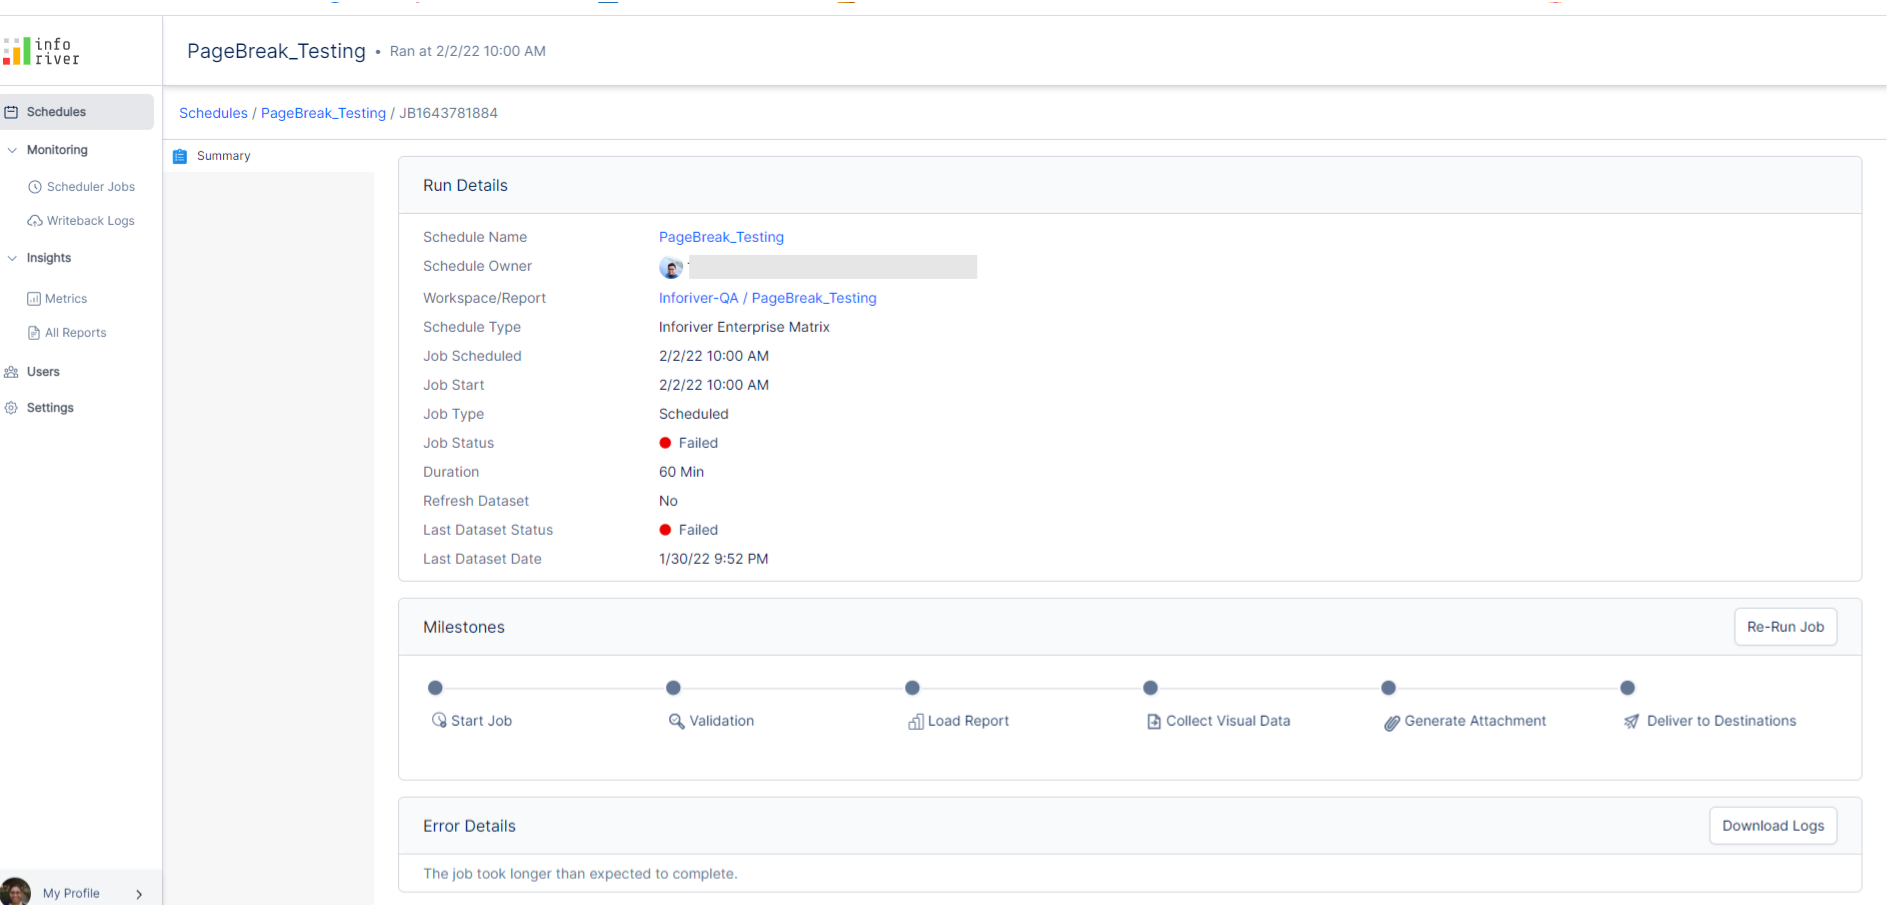 info
river
PageBreak_Testing • Ran at 2/2/22 10:00 AM
Schedules
Monitoring
Scheduler Jobs
Writeback Logs
Insights
Metrics
All Reports
Users
Settings
My Profile
Schedules / PageBreak_Testing / JB1643781884
Summary
Run Details
Schedule Name PageBreak_Testing
Schedule Owner
Workspace/Report Inforiver-QA / PageBreak_Testing
Schedule Type Inforiver Enterprise Matrix
Job Scheduled 2/2/22 10:00 AM
Job Start 2/2/22 10:00 AM
Job Type Scheduled
Job Status Failed
Duration 60 Min
Refresh Dataset No
Last Dataset Status Failed
Last Dataset Date 1/30/22 9:52 PM
Milestones Re-Run Job
Start Job Validation Load Report Collect Visual Data Generate Attachment Deliver to Destinations
Error Details Download Logs
The job took longer than expected to complete.